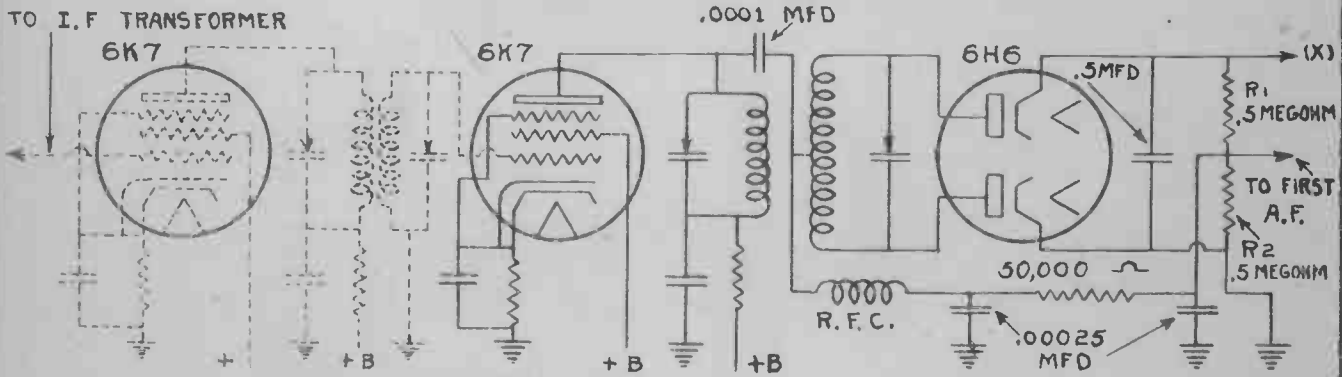 TO I.F TRANSFORMER
6K7
6K7
.0001 MFD
6H6
.5MFD
(X)
R1
.5 MEGOHM
TO FIRST
A.F.
R2
.5 MEGOHM
50,000
R.F.C.
.00025
MFD
+
+B
+B
+B